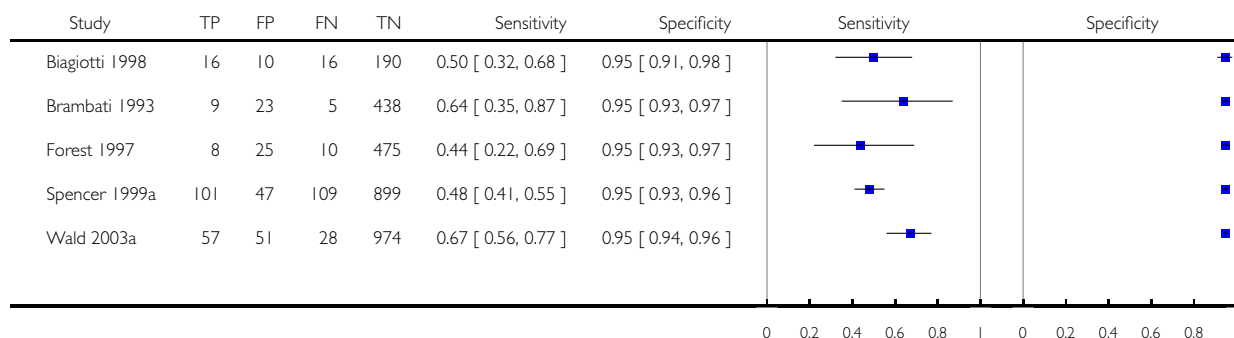 Study TP FP FN TN Sensitivity Specificity Sensitivity Specificity
Biagiotti 1998 16 10 16 190 0.50 [ 0.32, 0.68 ] 0.95 [ 0.91, 0.98 ]
Brambati 1993 9 23 5 438 0.64 [ 0.35, 0.87 ] 0.95 [ 0.93, 0.97 ]
Forest 1997 8 25 10 475 0.44 [ 0.22, 0.69 ] 0.95 [ 0.93, 0.97 ]
Spencer 1999a 101 47 109 899 0.48 [ 0.41, 0.55 ] 0.95 [ 0.93, 0.96 ]
Wald 2003a 57 51 28 974 0.67 [ 0.56, 0.77 ] 0.95 [ 0.94, 0.96 ]
0 0.2 0.4 0.6 0.8 1 0 0.2 0.4 0.6 0.8